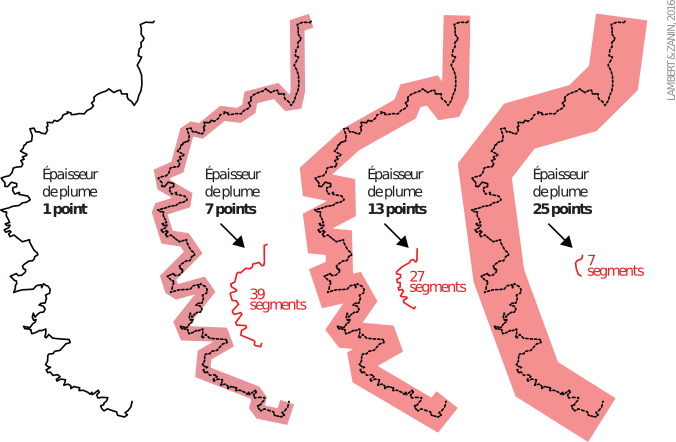 LAMBERT & ZANIN, 2016
Épaisseur
de plume
1 point
Épaisseur
de plume
7 points
39
segments
Épaisseur
de plume
13 points
27
segments
Épaisseur
de plume
25 points
7
segments